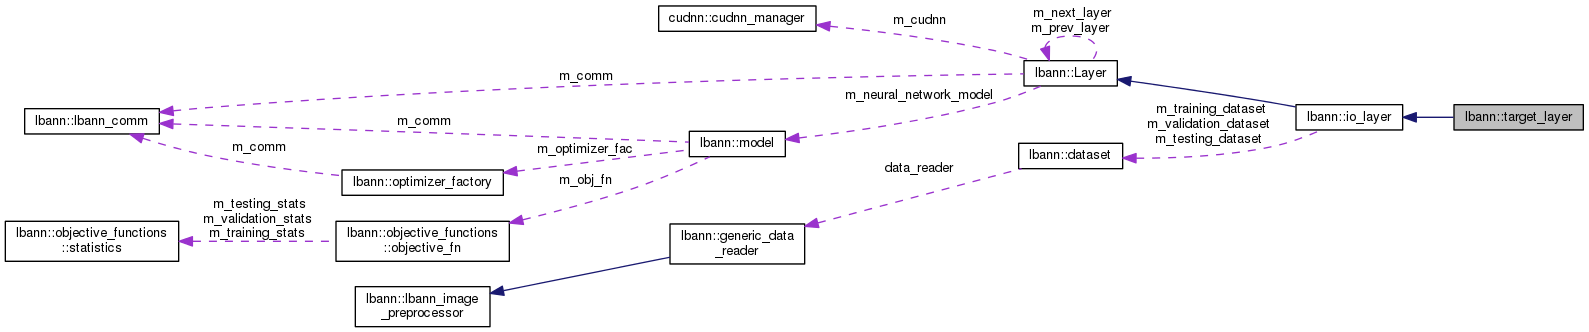 cudnn::cudnn_manager
m_cudnn
m_next_layer
m_prev_layer
lbann::Layer
m_comm
m_neural_network_model
lbann::lbann_comm
m_comm
m_training_dataset
m_validation_dataset
m_testing_dataset
lbann::io_layer
lbann::target_layer
lbann::model
m_comm
m_optimizer_fac
lbann::dataset
lbann::optimizer_factory
m_obj_fn
data_reader
m_testing_stats
m_validation_stats
m_training_stats
lbann::objective_functions
::statistics
lbann::objective_functions
::objective_fn
lbann::generic_data
_reader
lbann::lbann_image
_preprocessor